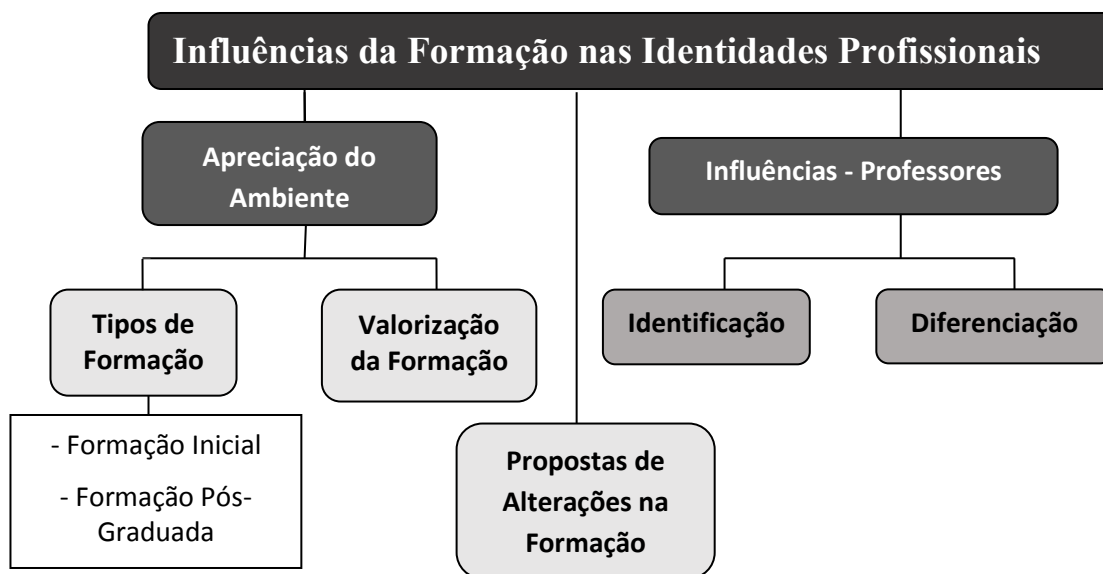 Influências da Formação nas Identidades Profissionais
Apreciação do
Ambiente
Influências - Professores
Tipos de
Formação
Valorização
da Formação
Identificação
Diferenciação
- Formação Inicial
- Formação Pós-
Graduada
Propostas de
Alterações na
Formação